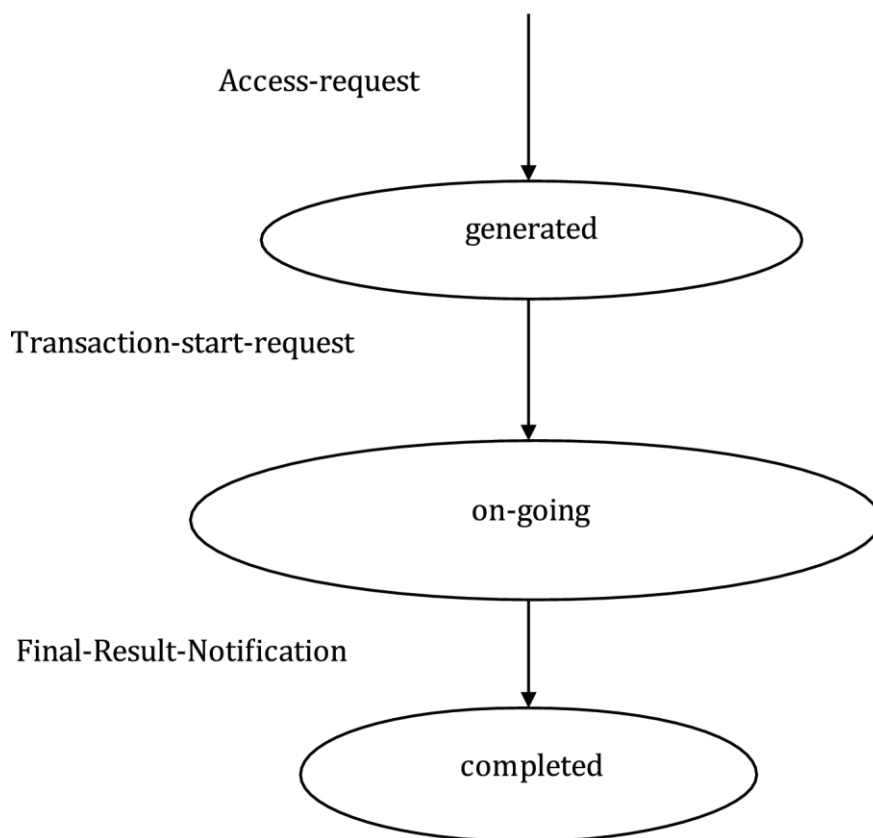 Access-request
generated
Transaction-start-request
on-going
Final-Result-Notification
completed